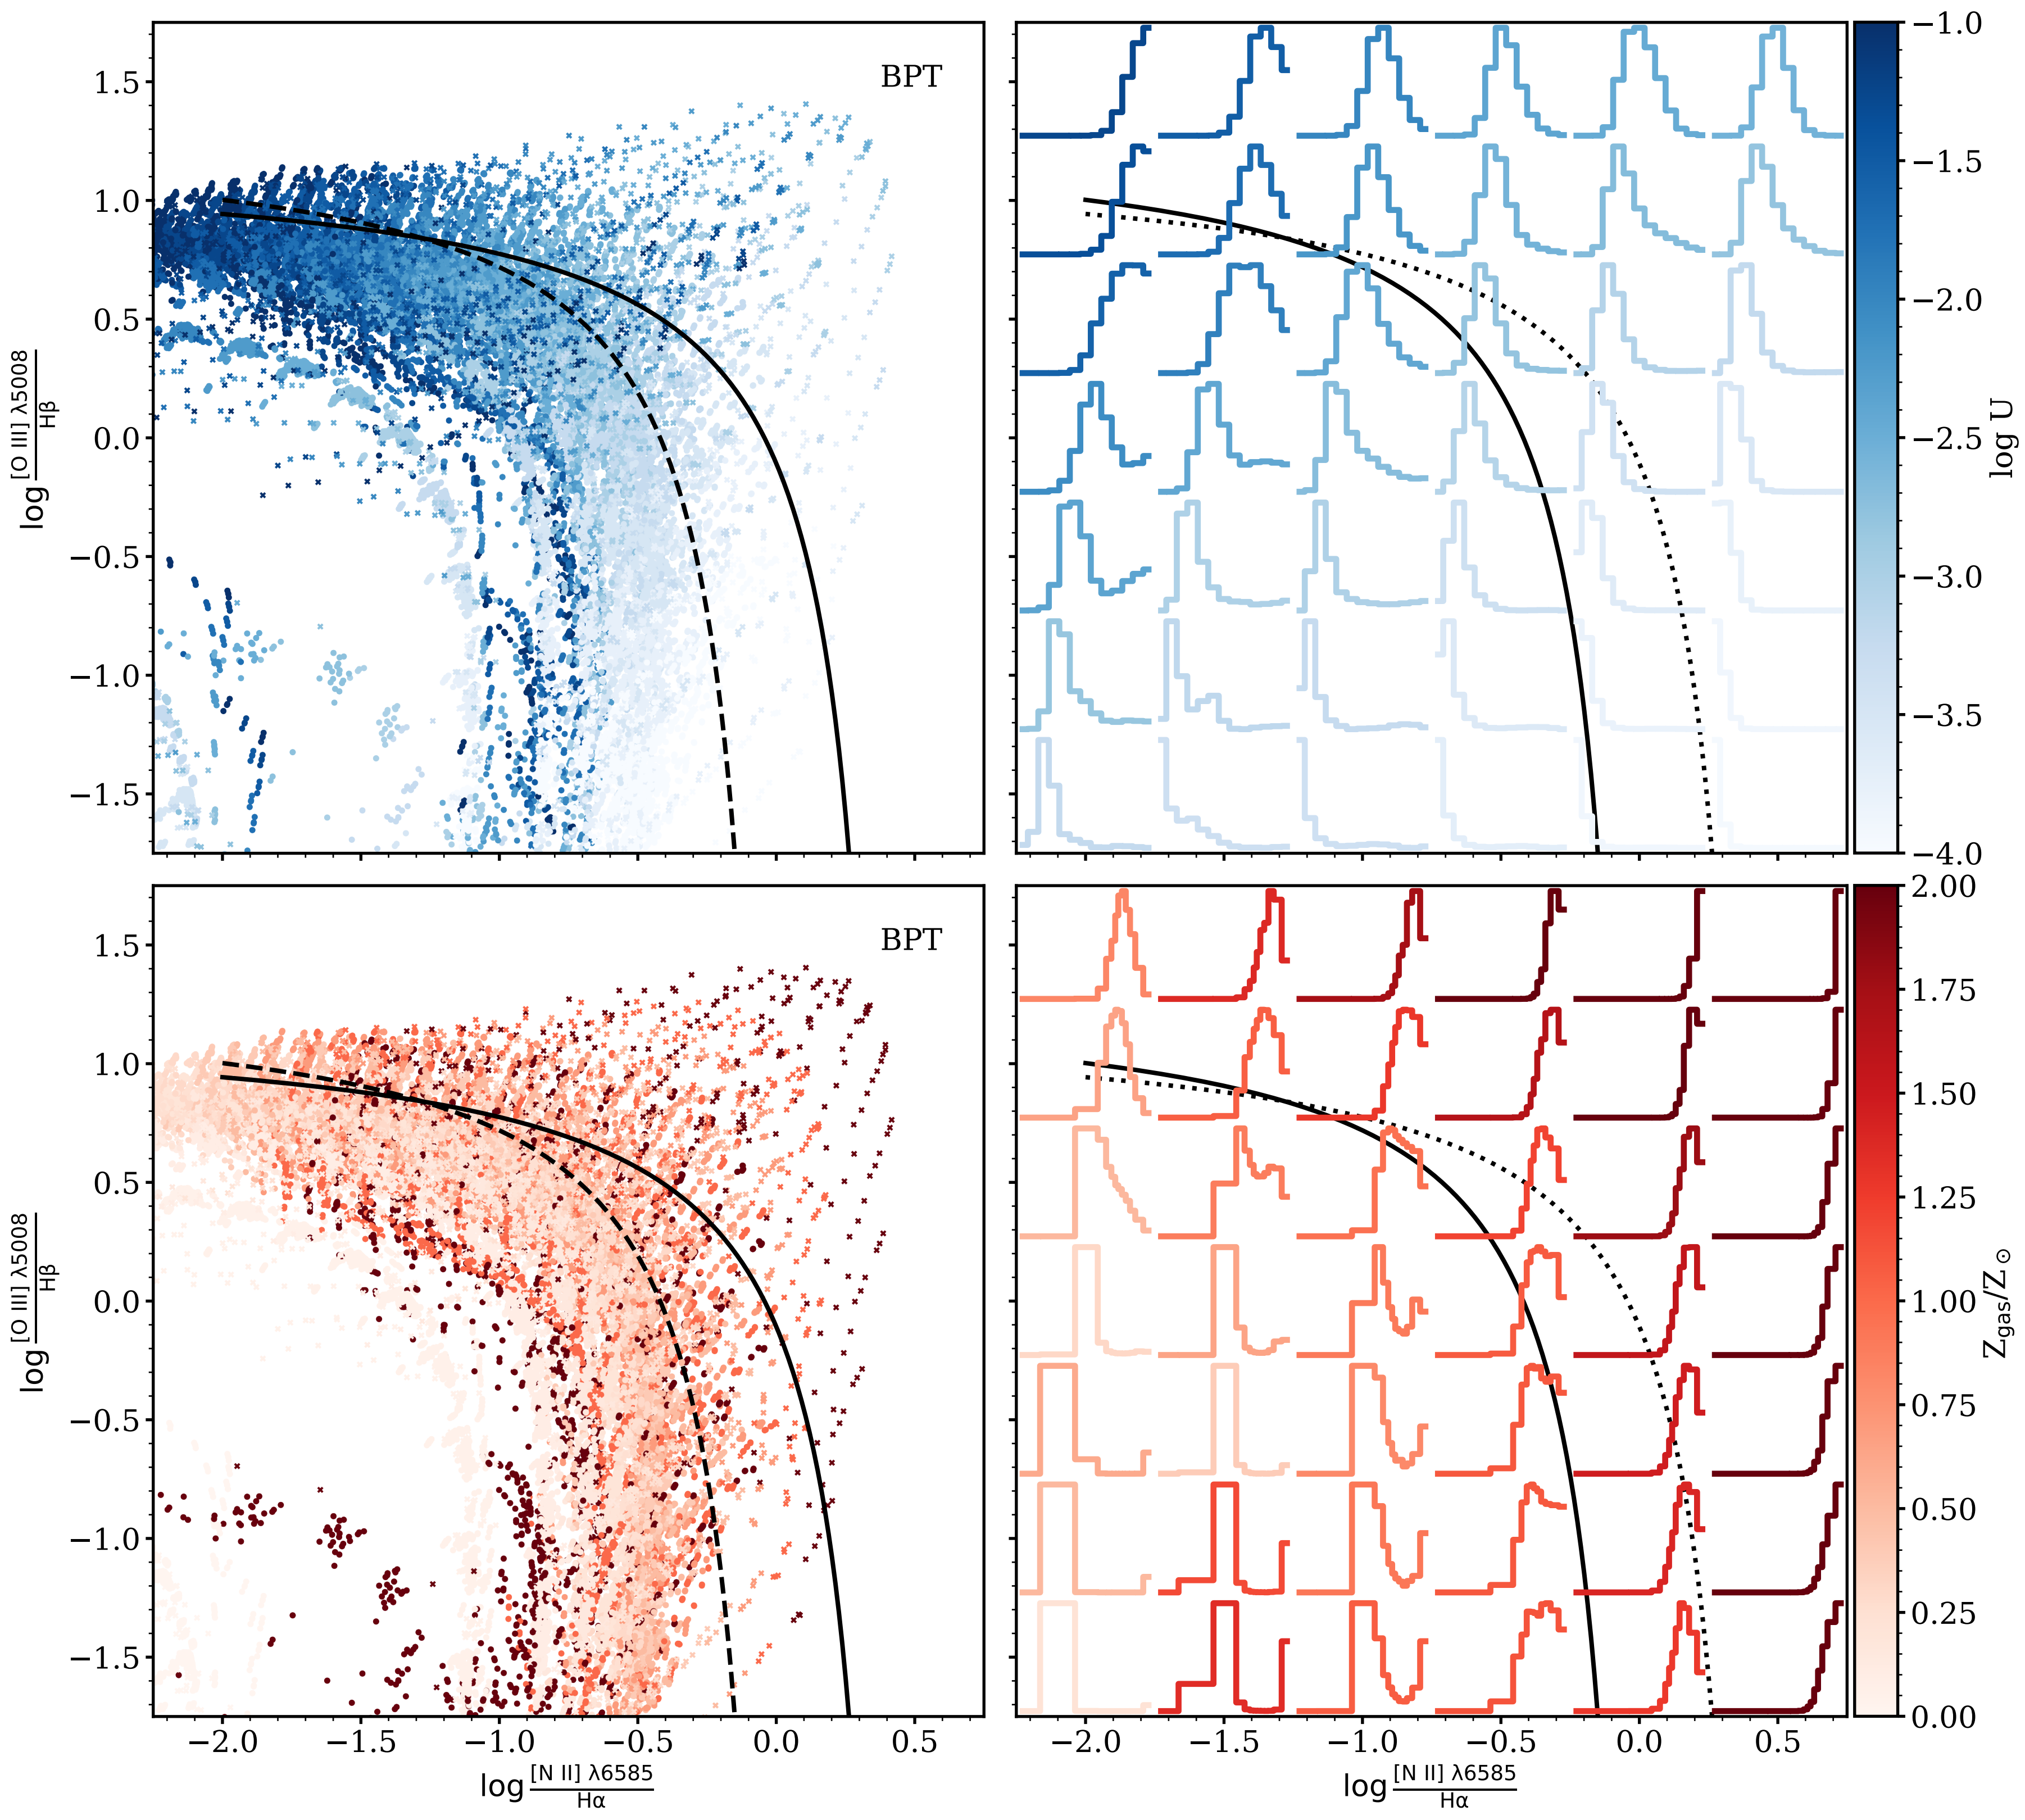 BPT
1.5
1.0
0.5
0.0
−0.5
−1.0
−1.5
log [O III] λ5008
Hβ
−1.0
−1.5
−2.0
−2.5
−3.0
−3.5
−4.0
log U
BPT
1.5
1.0
0.5
0.0
−0.5
−1.0
−1.5
log [O III] λ5008
Hβ
2.00
1.75
1.50
1.25
1.00
0.75
0.50
0.25
0.00
Zgas/Z⊙
−2.0 −1.5 −1.0 −0.5 0.0 0.5
log [N II] λ6585
Hα
−2.0 −1.5 −1.0 −0.5 0.0 0.5
log [N II] λ6585
Hα